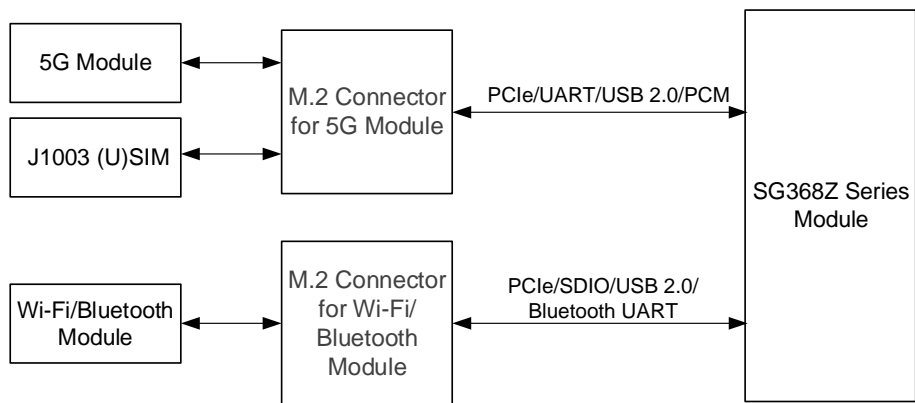 5G Module
J1003 (U)SIM
M.2 Connector
for 5G Module
PCIe/UART/USB 2.0/PCM
SG368Z Series
Module
Wi-Fi/Bluetooth
Module
M.2 Connector
for Wi-Fi/
Bluetooth
Module
PCIe/SDIO/USB 2.0/
Bluetooth UART